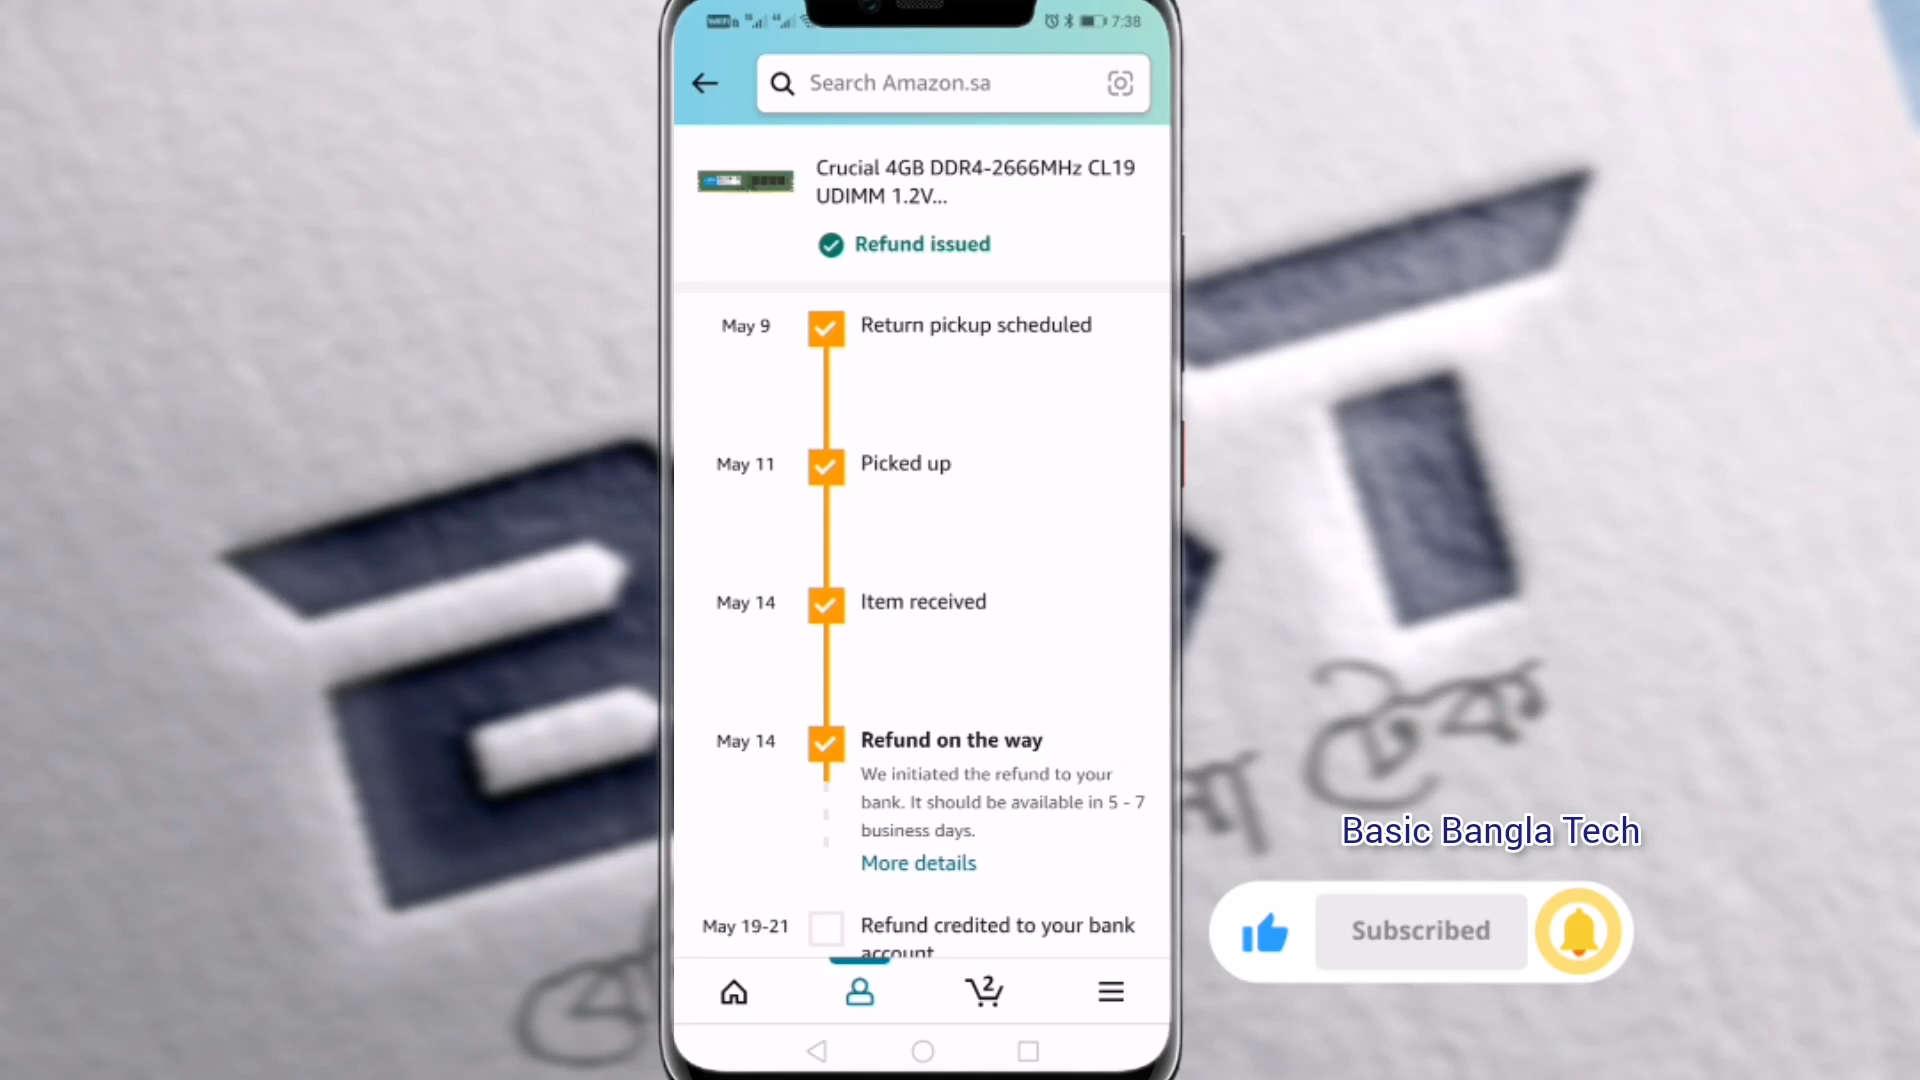 7:38
Search Amazon.sa
Crucial 4GB DDR4-2666MHz CL19
UDIMM 1.2V...
Refund issued
May 9
Return pickup scheduled
May 11
Picked up
May 14
Item received
May 14
Refund on the way
We initiated the refund to your
bank. It should be available in 5 - 7
business days.
More details
May 19-21
Refund credited to your bank
account
2
টেক
Basic Bangla Tech
Subscribed